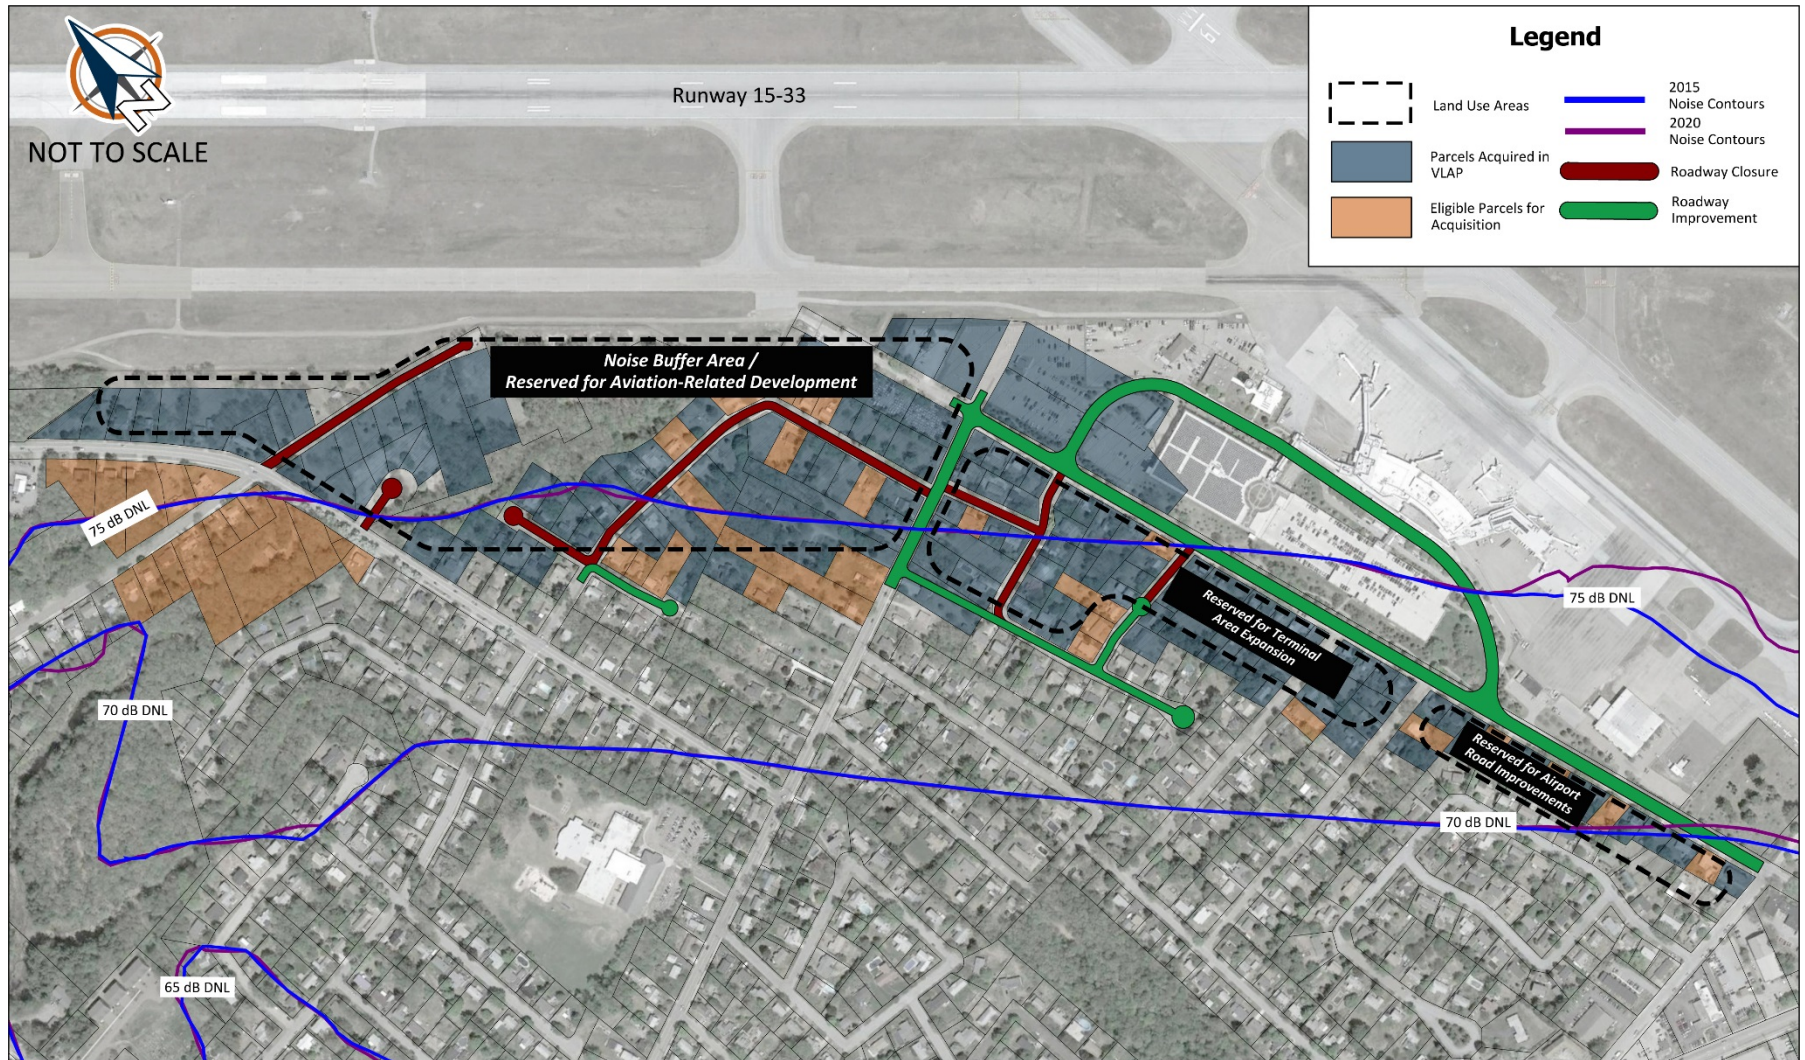 Legend
Land Use Areas
2015
Noise Contours
2020
Noise Contours
Parcels Acquired in
VLAP
Roadway Closure
Eligible Parcels for
Acquisition
Roadway
Improvement
N
NOT TO SCALE
Runway 15-33
15
Noise Buffer Area /
Reserved for Aviation-Related Development
75 dB DNL
75 dB DNL
Reserved for Terminal
Area Expansion
70 dB DNL
Reserved for Airport
Road Improvements
70 dB DNL
65 dB DNL